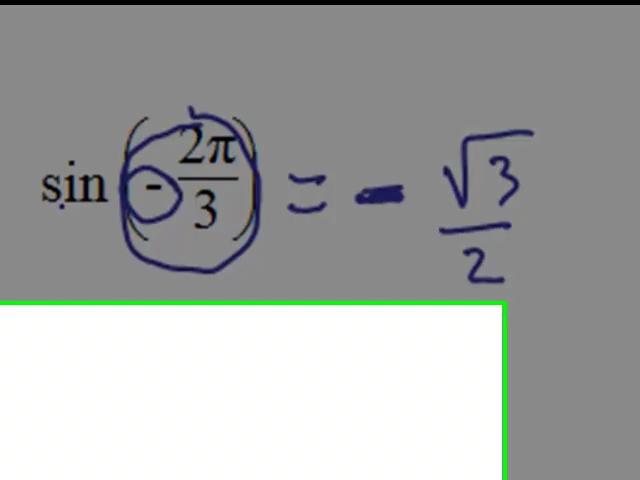 sin(-2π/3) = - √3/2